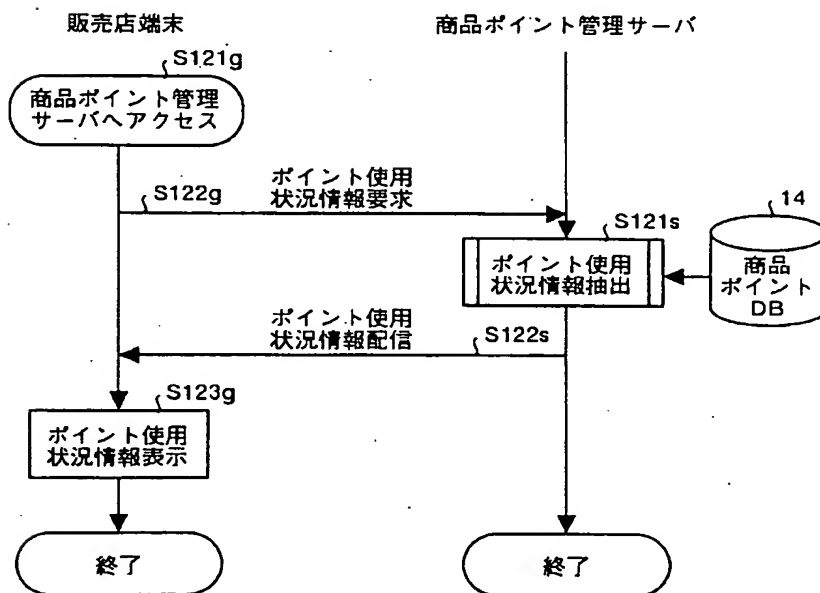 販売店端末
商品ポイント管理サーバ
S121g
商品ポイント管理
サーバへアクセス
S122g
ポイント使用
状況情報要求
S121s
14
ポイント使用
状況情報抽出
商品
ポイント
DB
ポイント使用
状況情報配信
S122s
S123g
ポイント使用
状況情報表示
終了
終了